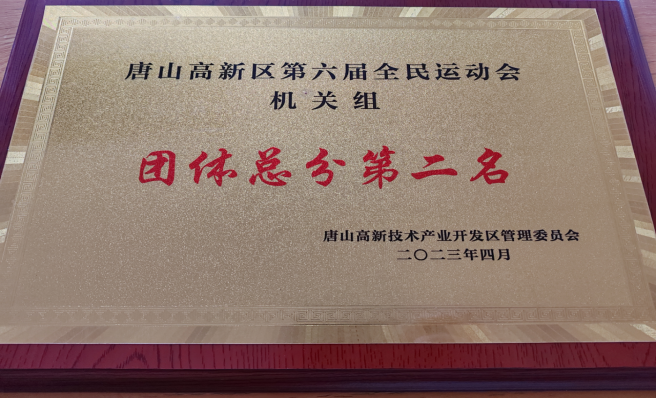 唐山高新区第六届全民运动会
机关组
团体总分第二名
唐山高新技术产业开发区管理委员会
二〇二三年四月